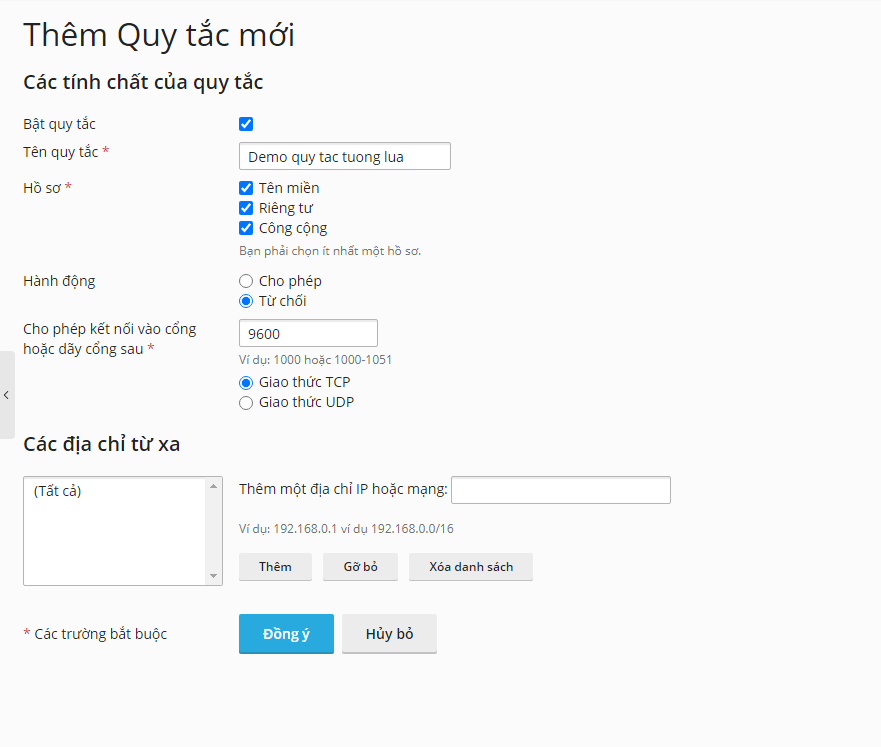 Thêm Quy tắc mới
Các tính chất của quy tắc
Bật quy tắc
Tên quy tắc *
Demo quy tac tuong lua
Hồ sơ *
Tên miền
Riêng tư
Công cộng
Bạn phải chọn ít nhất một hồ sơ.
Hành động
Cho phép
Từ chối
Cho phép kết nối vào cổng
hoặc dãy cổng sau *
9600
Ví dụ: 1000 hoặc 1000-1051
Giao thức TCP
Giao thức UDP
Các địa chỉ từ xa
(Tất cả)
Thêm một địa chỉ IP hoặc mạng:
Ví dụ: 192.168.0.1 ví dụ 192.168.0.0/16
Thêm
Gỡ bỏ
Xóa danh sách
* Các trường bắt buộc
Đồng ý
Hủy bỏ